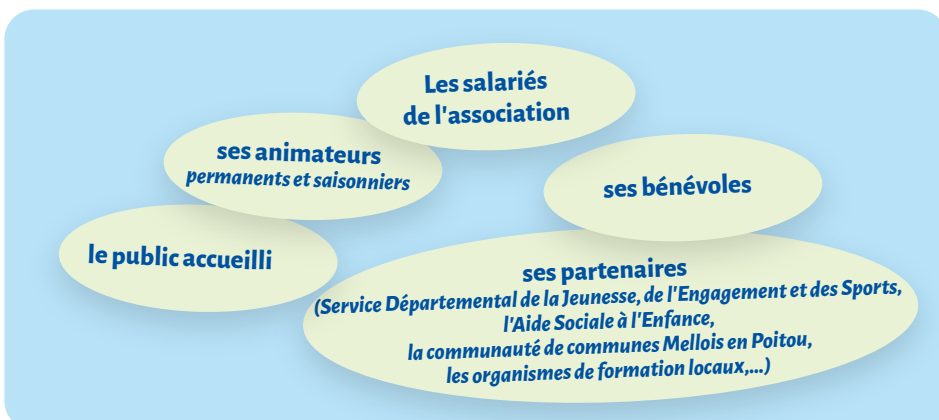 Les salariés
de l'association
ses animateurs
permanents et saisonniers
ses bénévoles
le public accueilli
ses partenaires
(Service Départemental de la Jeunesse, de l'Engagement et des Sports,
l'Aide Sociale à l'Enfance,
la communauté de communes Mellois en Poitou,
les organismes de formation locaux,...)